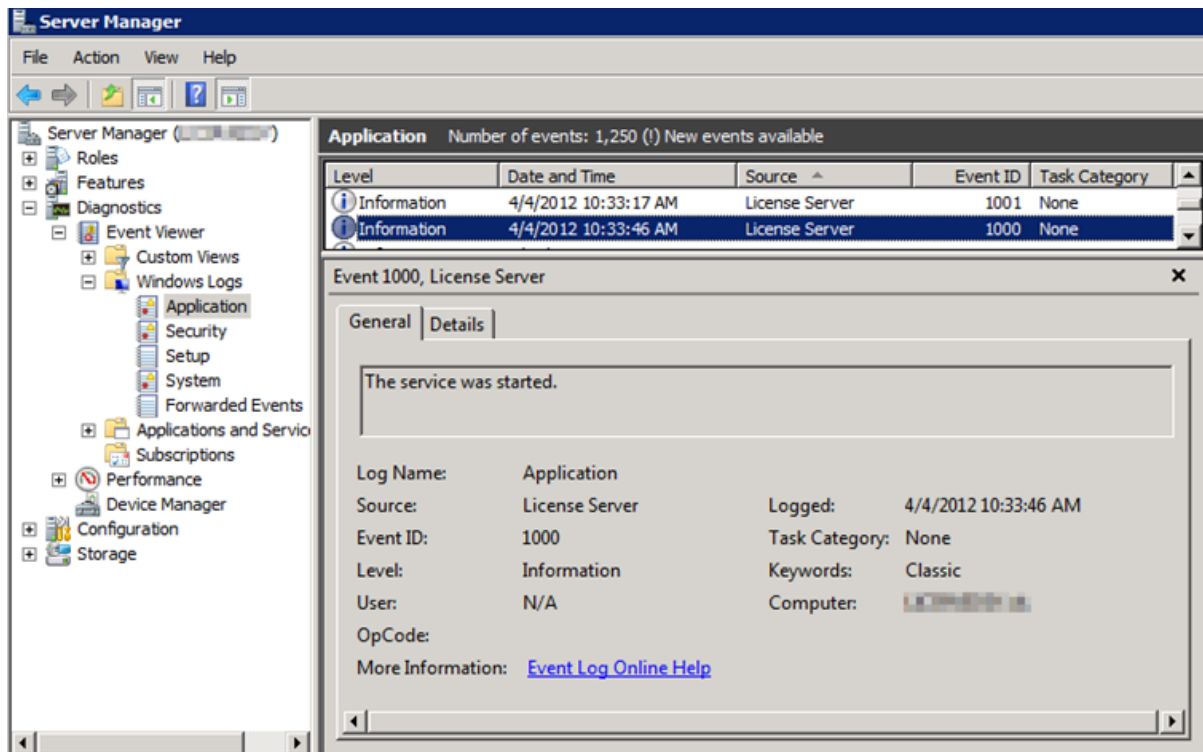 Server Manager
File Action View Help
Server Manager (
Roles
Features
Diagnostics
Event Viewer
Custom Views
Windows Logs
Application
Security
Setup
System
Forwarded Events
Applications and Servic
Subscriptions
Performance
Device Manager
Configuration
Storage
Application Number of events: 1,250 (!) New events available
Level Date and Time Source Event ID Task Category
Information 4/4/2012 10:33:17 AM License Server 1001 None
Information 4/4/2012 10:33:46 AM License Server 1000 None
Event 1000, License Server
General Details
The service was started.
Log Name: Application
Source: License Server Logged: 4/4/2012 10:33:46 AM
Event ID: 1000 Task Category: None
Level: Information Keywords: Classic
User: N/A Computer:
OpCode:
More Information: Event Log Online Help